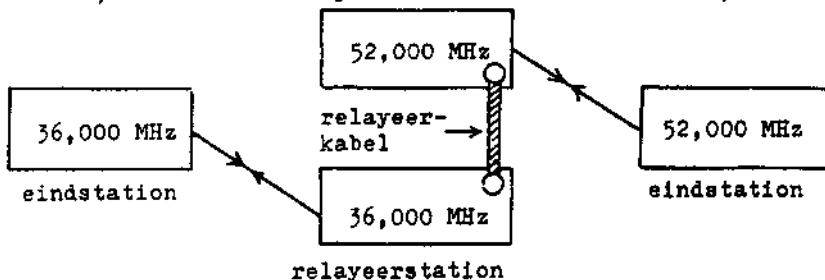 52,000 MHz
36,000 MHz
relayeer-
kabel
52,000 MHz
eindstation
36,000 MHz
eindstation
relayeerstation